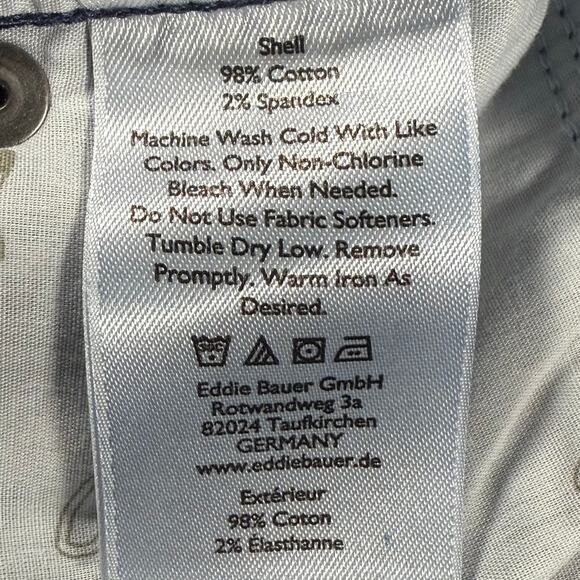 Shell
98% Cotton
2% Spandex
Machine Wash Cold With Like
Colors. Only Non-Chlorine
Bleach When Needed.
Do Not Use Fabric Softeners.
Tumble Dry Low. Remove
Promptly. Warm Iron As
Desired.
Eddie Bauer GmbH
Rotwandweg 3a
82024 Taufkirchen
GERMANY
www.eddiebauer.de
Extérieur
98% Coton
2% Élasthanne